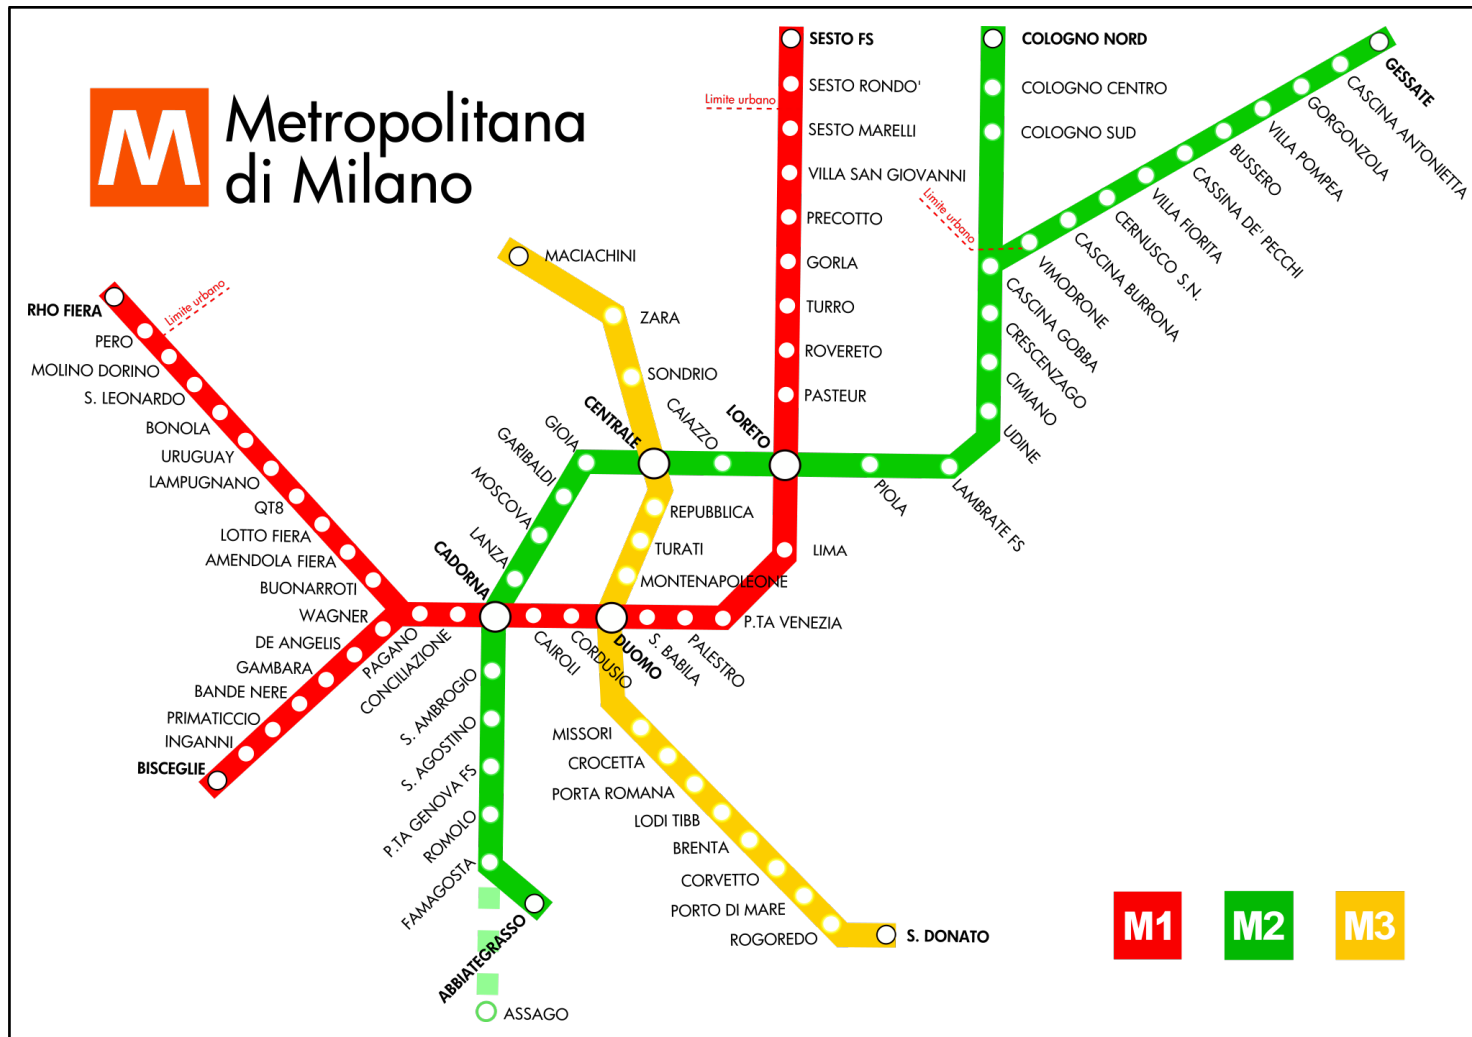 M
Metropolitana
di Milano
SESTO FS
SESTO RONDO'
Limite urbano
SESTO MARELLI
VILLA SAN GIOVANNI
PRECOTTO
GORLA
TURRO
ROVERETO
PASTEUR
LORETO
LIMA
P.TA VENEZIA
PALESTRO
S. BABILA
DUOMO
CORDUSIO
CAIROLI
CADORNA
CONCILIAZIONE
PAGANO
RHO FIERA
Limite urbano
PERO
MOLINO DORINO
S. LEONARDO
BONOLA
URUGUAY
LAMPUGNANO
QT8
LOTTO FIERA
AMENDOLA FIERA
BUONARROTI
WAGNER
DE ANGELIS
GAMBARA
BANDE NERE
PRIMATICCIO
INGANNI
BISCEGLIE
COLOGNO NORD
COLOGNO CENTRO
COLOGNO SUD
GESSATE
CASCINA ANTONIETTA
GORGONZOLA
VILLA POMPEA
BUSSERO
CASSINA DE' PECCHI
VILLA FIORITA
CERNUSCO S.N.
CASCINA BURRONA
VIMODRONE
Limite urbano
CASCINA GOBBA
CRESCENZAGO
CIMIANO
UDINE
LAMBRATE FS
PIOLA
CAIAZZO
CENTRALE
GIOIA
GARIBALDI
MOSCOVA
LANZA
S. AMBROGIO
S. AGOSTINO
P.TA GENOVA FS
ROMOLO
FAMAGOSTA
ABBIATEGRASSO
ASSAGO
MACIACHINI
ZARA
SONDRIO
REPUBBLICA
TURATI
MONTENAPOLEONE
MISSORI
CROCETTA
PORTA ROMANA
LODI TIBB
BRENTA
CORVETTO
PORTO DI MARE
ROGOREDO
S. DONATO
M1 M2 M3